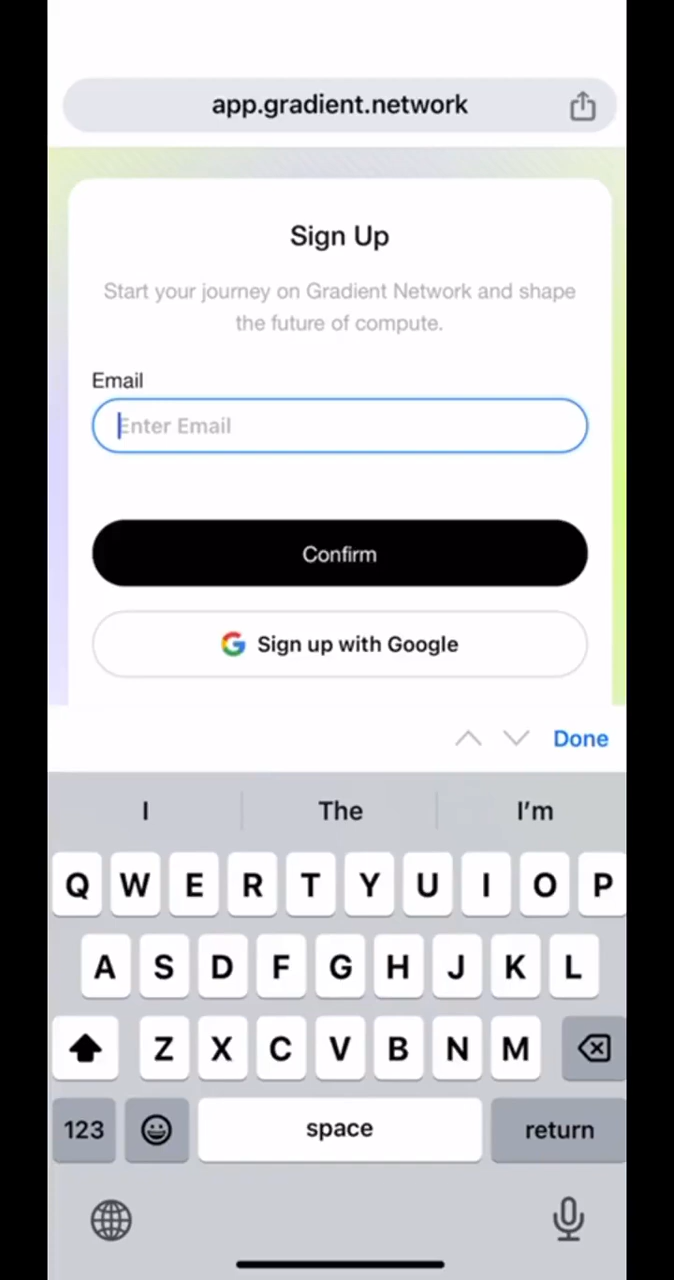 app.gradient.network
Sign Up
Start your journey on Gradient Network and shape
the future of compute.
Email
Enter Email
Confirm
Sign up with Google
Done
I The I'm
Q W E R T Y U I O P
A S D F G H J K L
Z X C V B N M
123 space return